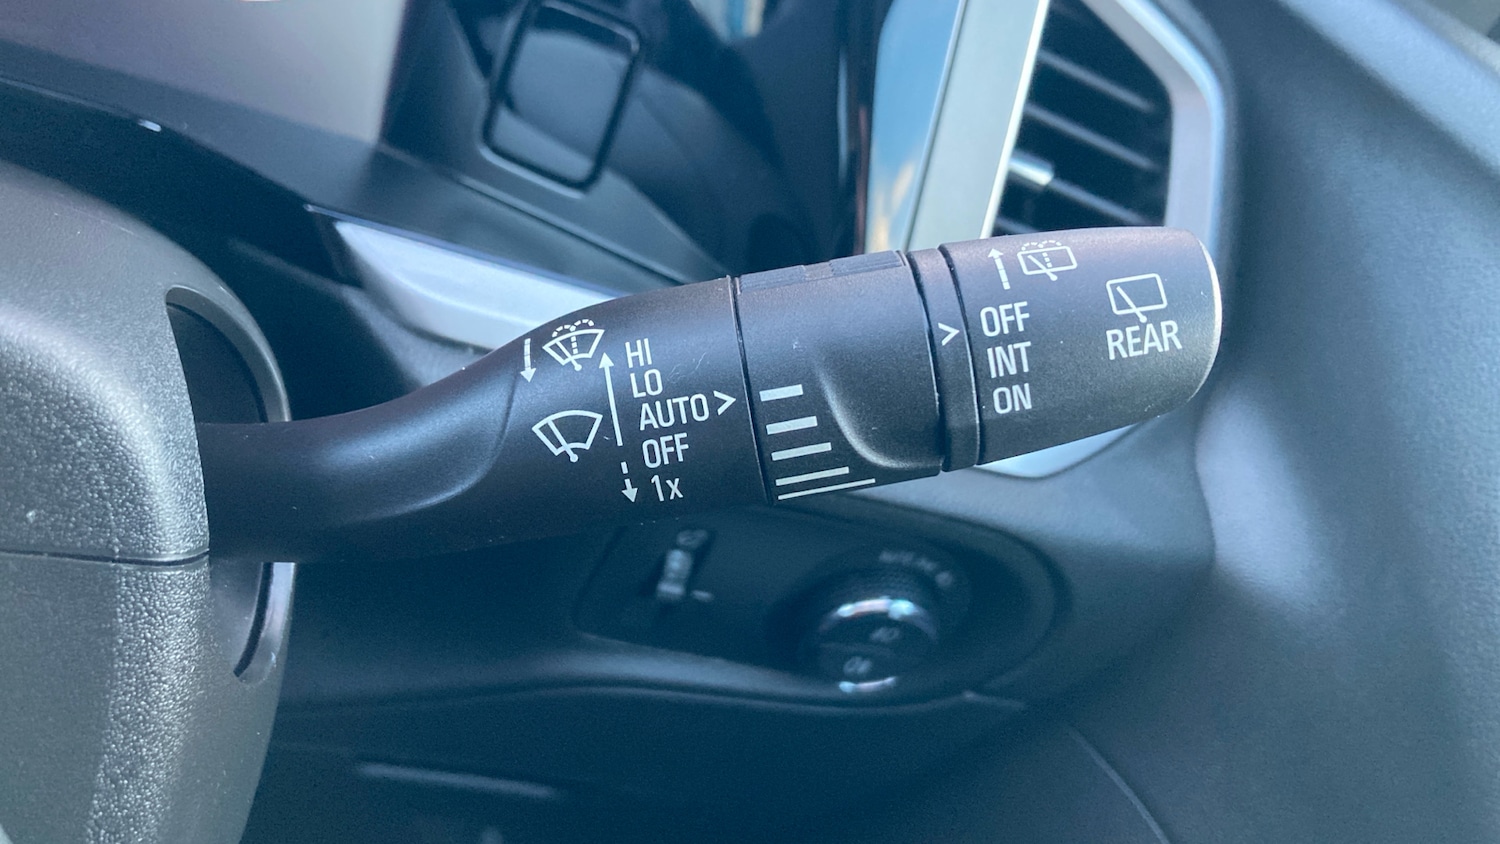 HI
LO
AUTO >
OFF
1x
>
OFF
INT
ON
REAR